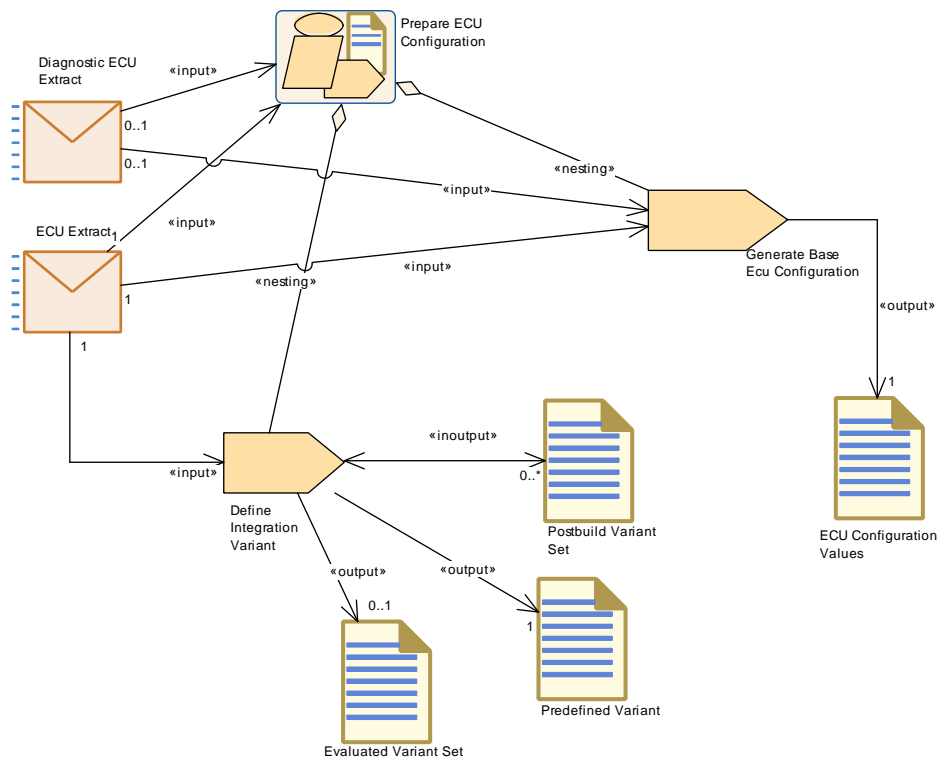 Prepare ECU
Configuration
Diagnostic ECU
Extract
«input»
0..1
0..1
«nesting»
«input»
«input»
ECU Extract
1
«input»
Generate Base
Ecu Configuration
«nesting»
1
«output»
1
1
«inoutput»
«input»
0..*
Define
Integration
Variant
Postbuild Variant
Set
ECU Configuration
Values
«output»
«output»
0..1
1
Predefined Variant
Evaluated Variant Set